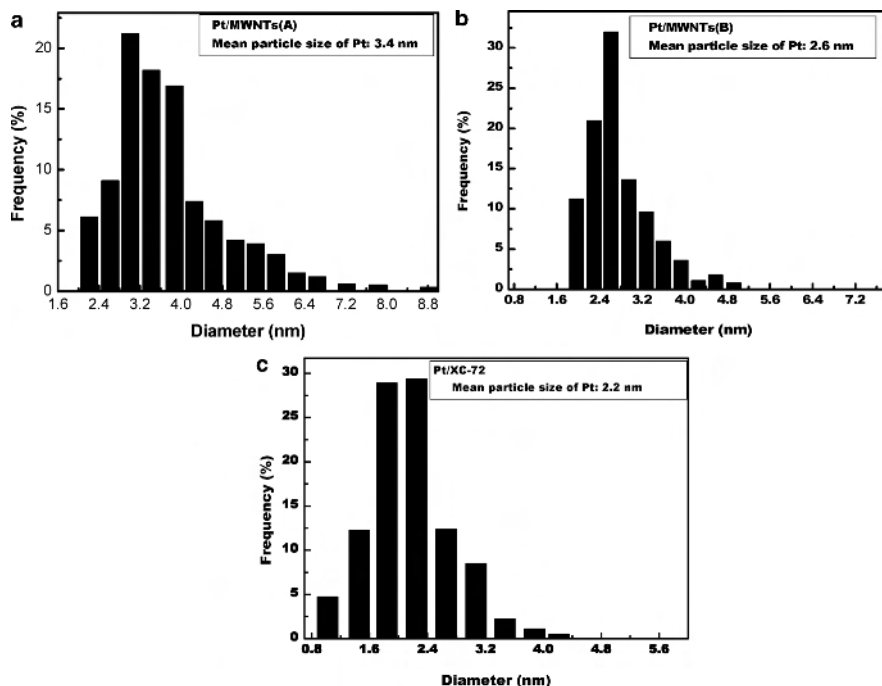 a
Pt/MWNTs(A)
Mean particle size of Pt: 3.4 nm
20
15
10
5
0
Frequency (%)
1.6 2.4 3.2 4.0 4.8 5.6 6.4 7.2 8.0 8.8
Diameter (nm)
b
Pt/MWNTs(B)
Mean particle size of Pt: 2.6 nm
30
25
20
15
10
5
0
Frequency (%)
0.8 1.6 2.4 3.2 4.0 4.8 5.6 6.4 7.2
Diameter (nm)
c
Pt/XC-72
Mean particle size of Pt: 2.2 nm
30
25
20
15
10
5
0
Frequency (%)
0.8 1.6 2.4 3.2 4.0 4.8 5.6
Diameter (nm)